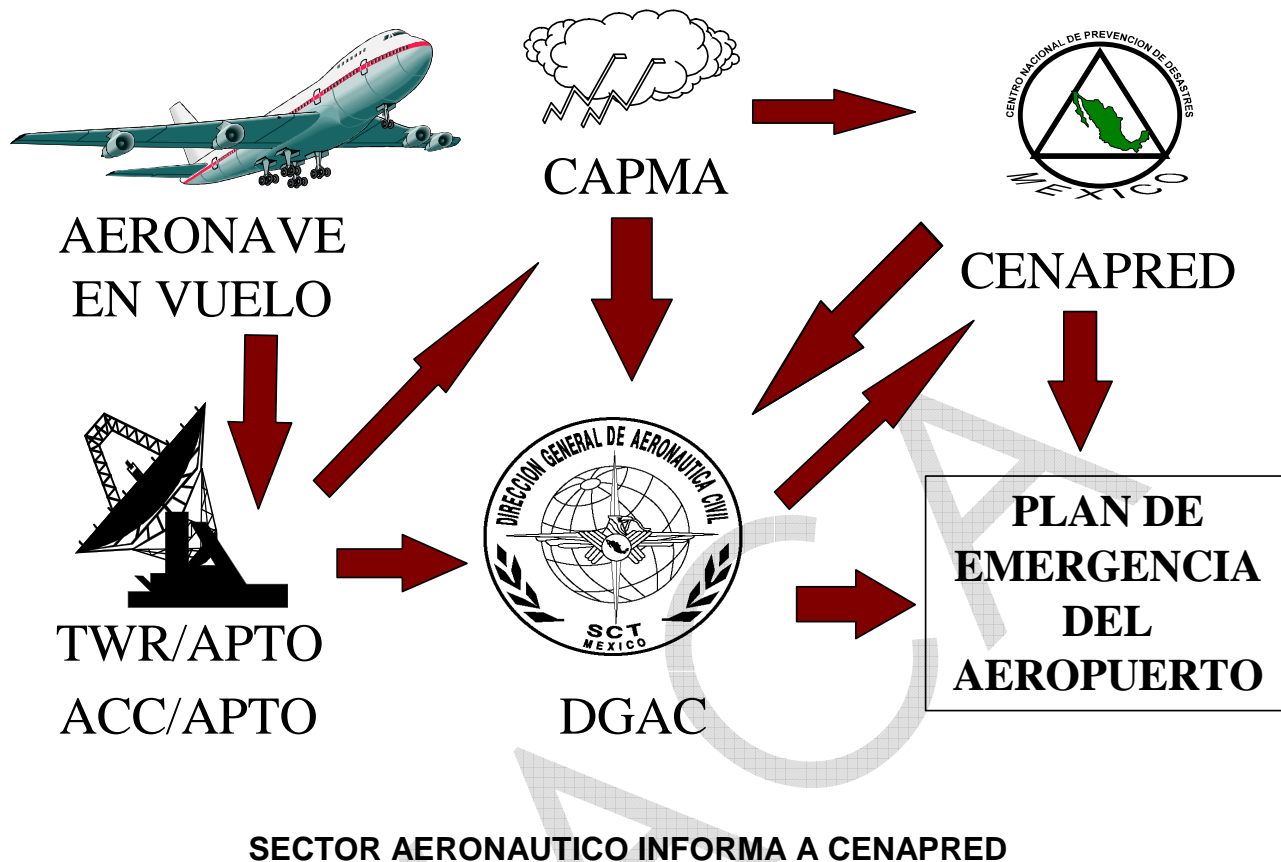 CENTRO NACIONAL DE PREVENCION DE DESASTRES
MEXICO
CAPMA
AERONAVE
EN VUELO
CENAPRED
DIRECCION GENERAL DE AERONAUTICA CIVIL
SCT
MEXICO
TWR/APTO
ACC/APTO
DGAC
PLAN DE
EMERGENCIA
DEL
AEROPUERTO
SECTOR AERONAUTICO INFORMA A CENAPRED